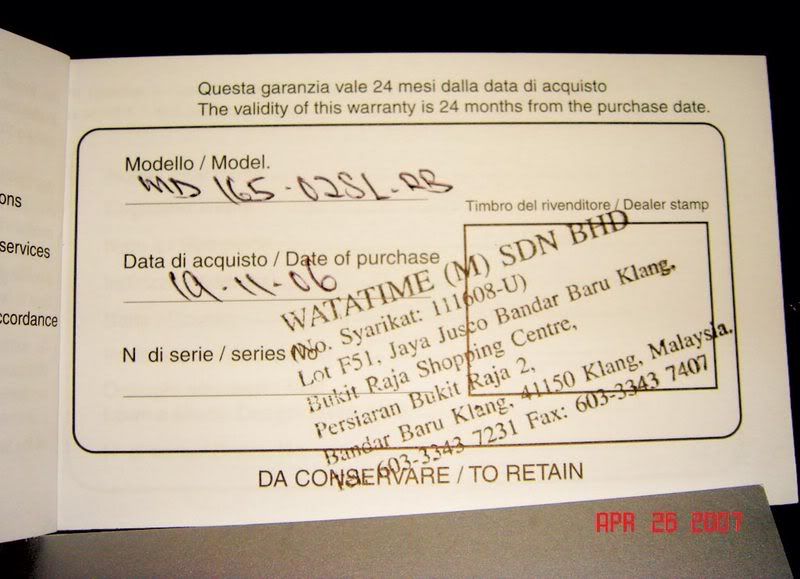 ons
services
ccordance
Questa garanzia vale 24 mesi dalla data di acquisto
The validity of this warranty is 24 months from the purchase date.
Modello / Model.
MD 165-02SL-RB
Timbro del rivenditore / Dealer stamp
Data di acquisto / Date of purchase
19-11-06
N di serie / series No
WATATIME (M) SDN BHD
(No. Syarikat: 111608-U)
Lot F51, Jaya Jusco Bandar Baru Klang,
Bukit Raja Shopping Centre,
Persiaran Bukit Raja 2,
Bandar Baru Klang, 41150 Klang, Malaysia.
Tel: 603-3343 7231 Fax: 603-3343 7407
DA CONSERVARE / TO RETAIN
APR 26 2007